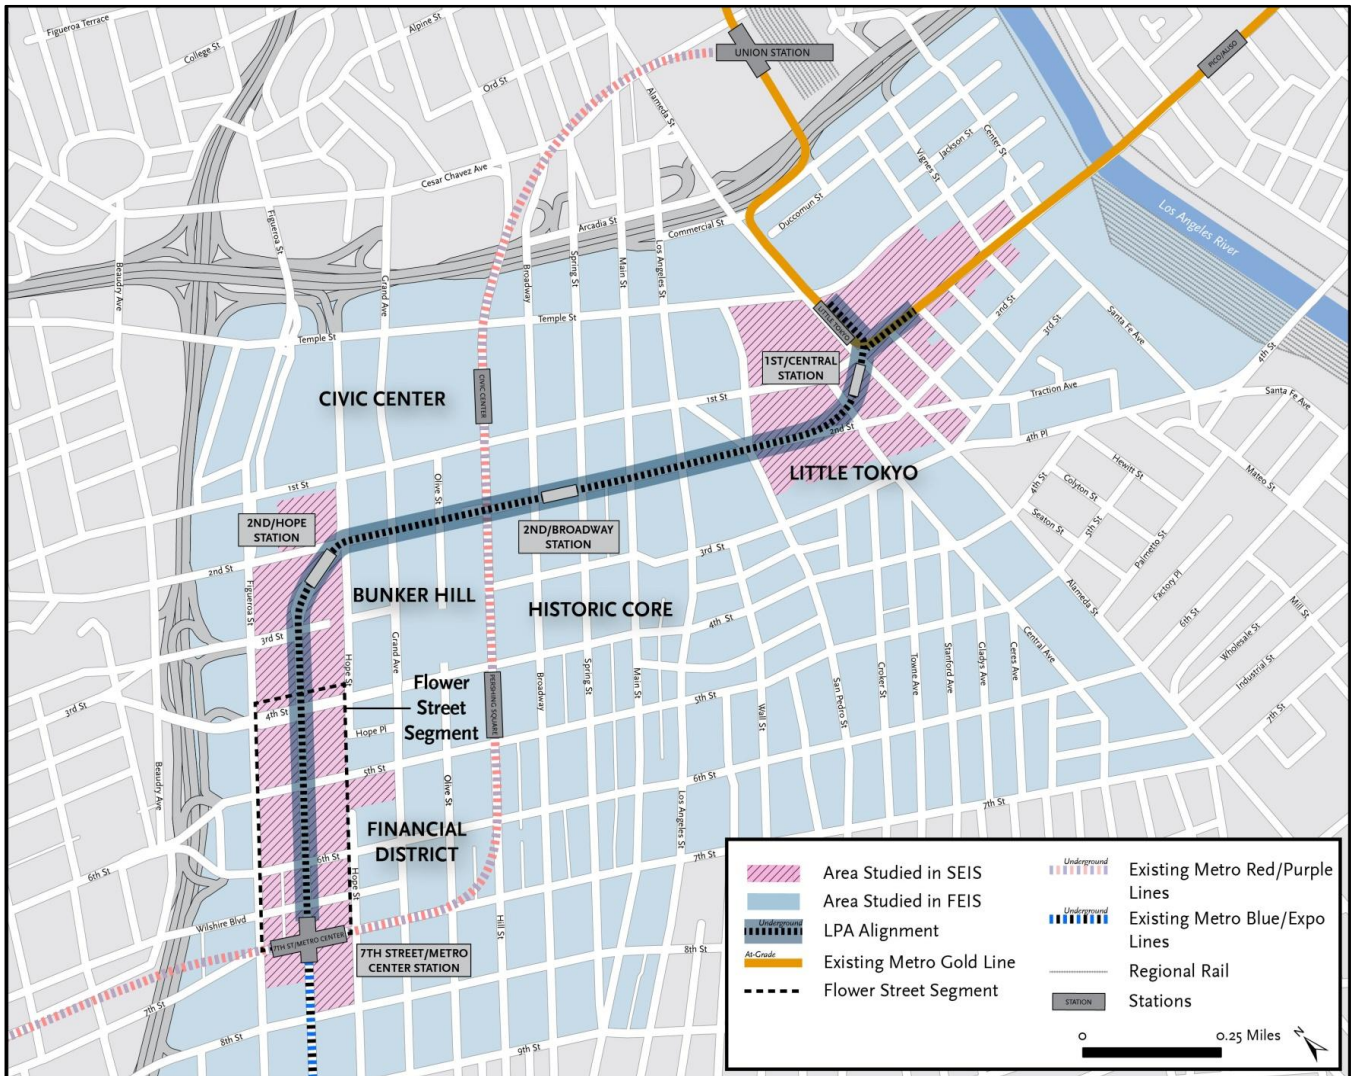 Figueroa Terrace
College St
Alpine St
Ord St
UNION STATION
PICO/ALISO
Alameda St
Cesar Chavez Ave
Jackson St
Center St
Vignes St
Los Angeles River
Figueroa St
Beaudry Ave
Grand Ave
Arcadia St
Commercial St
Duccomun St
Broadway
Spring St
Main St
Los Angeles St
Temple St
Temple St
LITTLE TOKYO
2nd St
3rd St
Santa Fe Ave
4th St
1ST/CENTRAL
STATION
CIVIC CENTER
CIVIC CENTER
1st St
2nd St
Traction Ave
Santa Fe Ave
4th Pl
LITTLE TOKYO
Hewitt St
Mateo St
4th St
Colyton St
Seaton St
5th St
Palmetto St
Factory Pl
6th St
Mill St
Wholesale St
Industrial St
7th St
1st St
Olive St
2ND/HOPE
STATION
2ND/BROADWAY
STATION
2nd St
3rd St
Figueroa St
BUNKER HILL
HISTORIC CORE
4th St
Alameda St
Central Ave
3rd St
Grand Ave
Hope St
Flower
Street
Segment
PERSHING SQUARE
Broadway
Spring St
Main St
5th St
Wall St
San Pedro St
Croker St
Towne Ave
Stanford Ave
Gladys Ave
Ceres Ave
3rd St
4th St
Hope Pl
5th St
Olive St
6th St
Los Angeles St
7th St
Beaudry Ave
FINANCIAL
DISTRICT
6th St
6th St
Hope St
7th St
Wilshire Blvd
7TH ST/METRO CENTER
7TH STREET/METRO
CENTER STATION
Hill St
8th St
7th St
8th St
9th St
Area Studied in SEIS
Area Studied in FEIS
Underground
LPA Alignment
At-Grade
Existing Metro Gold Line
Flower Street Segment
Underground
Existing Metro Red/Purple
Lines
Underground
Existing Metro Blue/Expo
Lines
Regional Rail
STATION
Stations
0
0.25 Miles
N